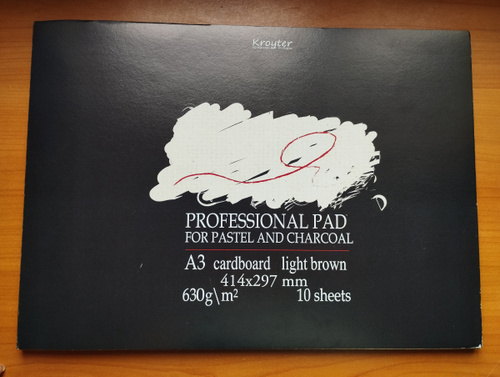 Kroyter
PROFESSIONAL PAD
FOR PASTEL AND CHARCOAL
A3 cardboard light brown
414x297 mm
630g\m²
10 sheets